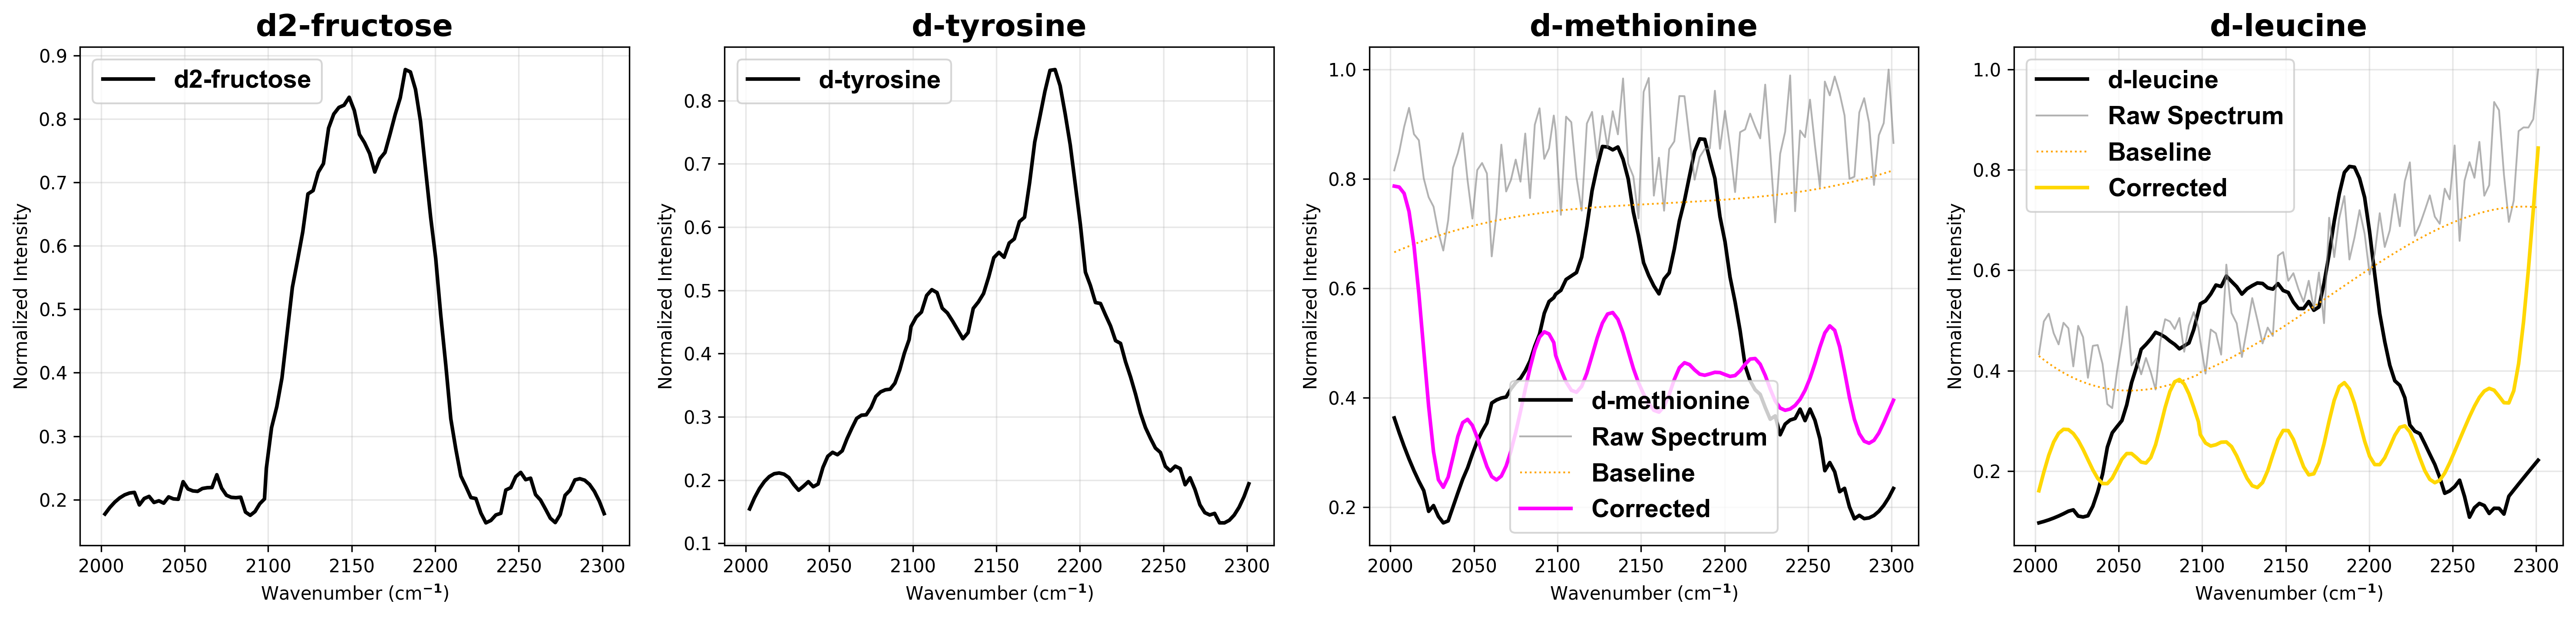 d2-fructose
d2-fructose
Normalized Intensity
0.9
0.8
0.7
0.6
0.5
0.4
0.3
0.2
2000 2050 2100 2150 2200 2250 2300
Wavenumber (cm⁻¹)
d-tyrosine
d-tyrosine
Normalized Intensity
0.8
0.7
0.6
0.5
0.4
0.3
0.2
0.1
2000 2050 2100 2150 2200 2250 2300
Wavenumber (cm⁻¹)
d-methionine
Normalized Intensity
1.0
0.8
0.6
0.4
0.2
d-methionine
Raw Spectrum
Baseline
Corrected
2000 2050 2100 2150 2200 2250 2300
Wavenumber (cm⁻¹)
d-leucine
d-leucine
Raw Spectrum
Baseline
Corrected
Normalized Intensity
1.0
0.8
0.6
0.4
0.2
2000 2050 2100 2150 2200 2250 2300
Wavenumber (cm⁻¹)